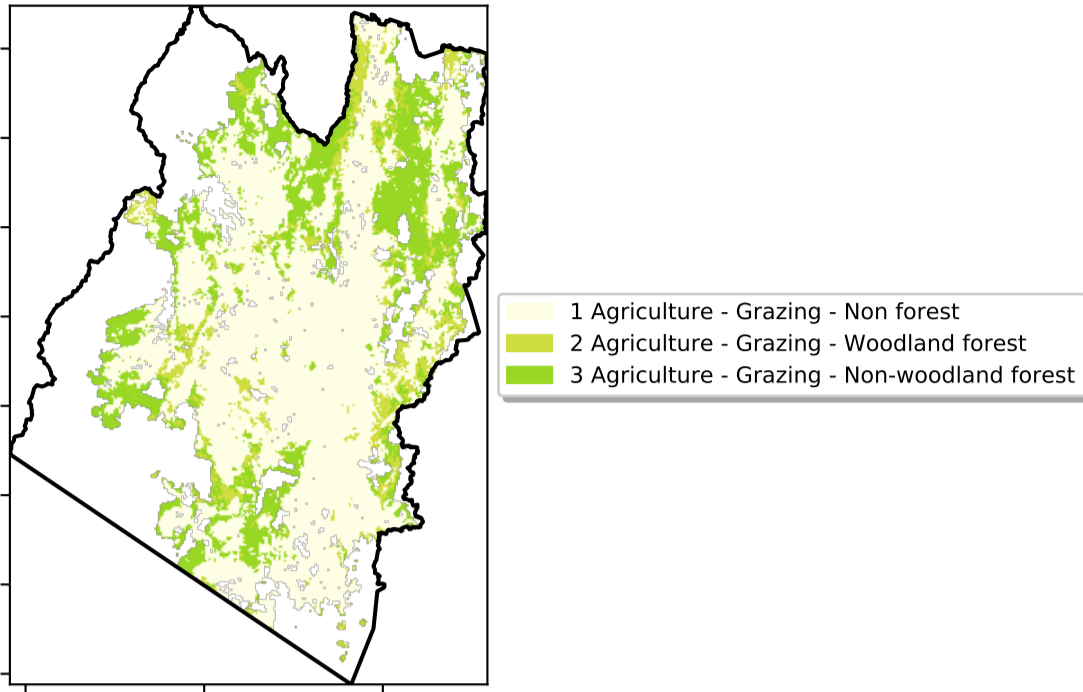 1 Agriculture - Grazing - Non forest
2 Agriculture - Grazing - Woodland forest
3 Agriculture - Grazing - Non-woodland forest